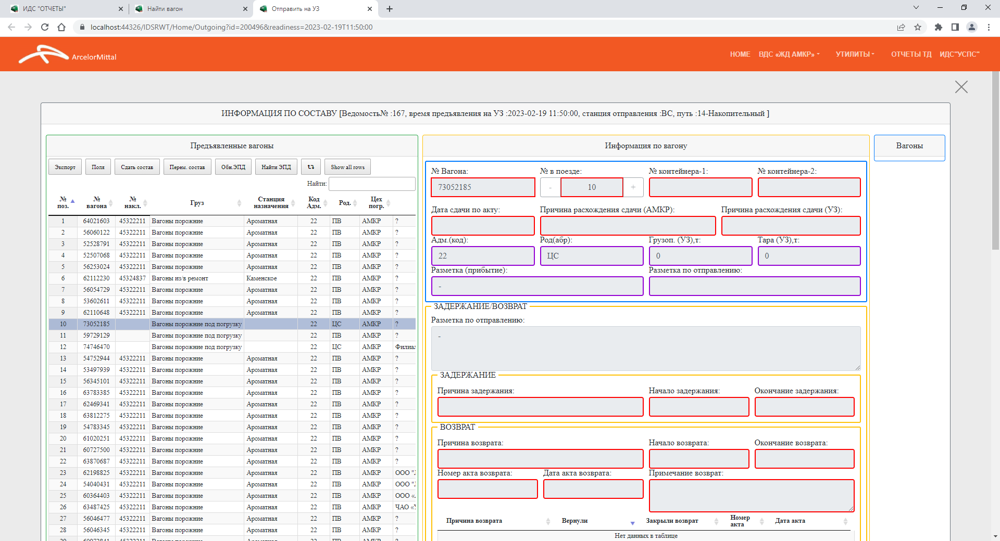 ИДС "ОТЧЕТЫ"
Найти вагон
Отправить на УЗ
localhost:44326/IDSRWT/Home/Outgoing?id=200496&readiness=2023-02-19T11:50:00
ArcelorMittal
HOME ВДС «ЖД АМКР» УТИЛИТЫ ОТЧЕТЫ ТД ИДС"УСПС"
ИНФОРМАЦИЯ ПО СОСТАВУ [Ведомость№ :167, время предъявления на УЗ :2023-02-19 11:50:00, станция отправления :ВС, путь :14-Накопительный ]
Предъявленные вагоны
Экспорт Поля Сдать состав Перем. состав Обн.ЭПД Найти ЭПД Show all rows
Найти:
№ поз. № вагона № накл. Груз Станция назначения Код Адм. Род. Цех погр.
1 64021603 45322211 Вагоны порожние Ароматная 22 ПВ АМКР ?
2 56060122 45322211 Вагоны порожние Ароматная 22 ПВ АМКР ?
3 52528791 45322211 Вагоны порожние Ароматная 22 ПВ АМКР ?
4 52507068 45322211 Вагоны порожние Ароматная 22 ПВ АМКР ?
5 56253024 45322211 Вагоны порожние Ароматная 22 ПВ АМКР ?
6 62112230 45324837 Вагоны из/в ремонт Каменское 22 ПВ АМКР ?
7 56054729 45322211 Вагоны порожние Ароматная 22 ПВ АМКР ?
8 53602611 45322211 Вагоны порожние Ароматная 22 ПВ АМКР ?
9 62110648 45322211 Вагоны порожние Ароматная 22 ПВ АМКР ?
10 73052185 Вагоны порожние под погрузку 22 ЦС АМКР ?
11 59729129 Вагоны порожние под погрузку 22 ПВ АМКР ?
12 74746470 Вагоны порожние под погрузку 22 ЦС АМКР Филиал
13 54752944 45322211 Вагоны порожние Ароматная 22 ПВ АМКР ?
14 53497939 45322211 Вагоны порожние Ароматная 22 ПВ АМКР ?
15 56345101 45322211 Вагоны порожние Ароматная 22 ПВ АМКР ?
16 63783385 45322211 Вагоны порожние Ароматная 22 ПВ АМКР ?
17 62469341 45322211 Вагоны порожние Ароматная 22 ПВ АМКР ?
18 63812275 45322211 Вагоны порожние Ароматная 22 ПВ АМКР ?
19 54783345 45322211 Вагоны порожние Ароматная 22 ПВ АМКР ?
20 61020251 45322211 Вагоны порожние Ароматная 22 ПВ АМКР ?
21 60727500 45322211 Вагоны порожние Ароматная 22 ПВ АМКР ?
22 63870687 45322211 Вагоны порожние Ароматная 22 ПВ АМКР ?
23 62198825 45322211 Вагоны порожние Ароматная 22 ПВ АМКР ООО
24 54040431 45322211 Вагоны порожние Ароматная 22 ПВ АМКР ООО
25 60364403 45322211 Вагоны порожние Ароматная 22 ПВ АМКР ООО
26 63487425 45322211 Вагоны порожние Ароматная 22 ПВ АМКР ЧАО
27 56046477 45322211 Вагоны порожние Ароматная 22 ПВ АМКР ?
28 56046345 45322211 Вагоны порожние Ароматная 22 ПВ АМКР ?
Информация по вагону
№ Вагона: № в поезде: № контейнера-1: № контейнера-2:
73052185 - 10 +
Дата сдачи по акту: Причина расхождения сдачи (АМКР): Причина расхождения сдачи (УЗ):
Адм.(код): Род(абр): Грузоп. (УЗ),т: Тара (УЗ),т:
22 ЦС 0 0
Разметка (прибытие): Разметка по отправлению:
-
ЗАДЕРЖАНИЕ/ВОЗВРАТ
Разметка по отправлению:
-
ЗАДЕРЖАНИЕ
Причина задержания: Начало задержания: Окончание задержания:
ВОЗВРАТ
Причина возврата: Начало возврата: Окончание возврата:
Номер акта возврата: Дата акта возврата: Примечание возврат:
Причина возврата Вернули Закрыли возврат Номер акта Дата акта
Нет данных в таблице
Вагоны